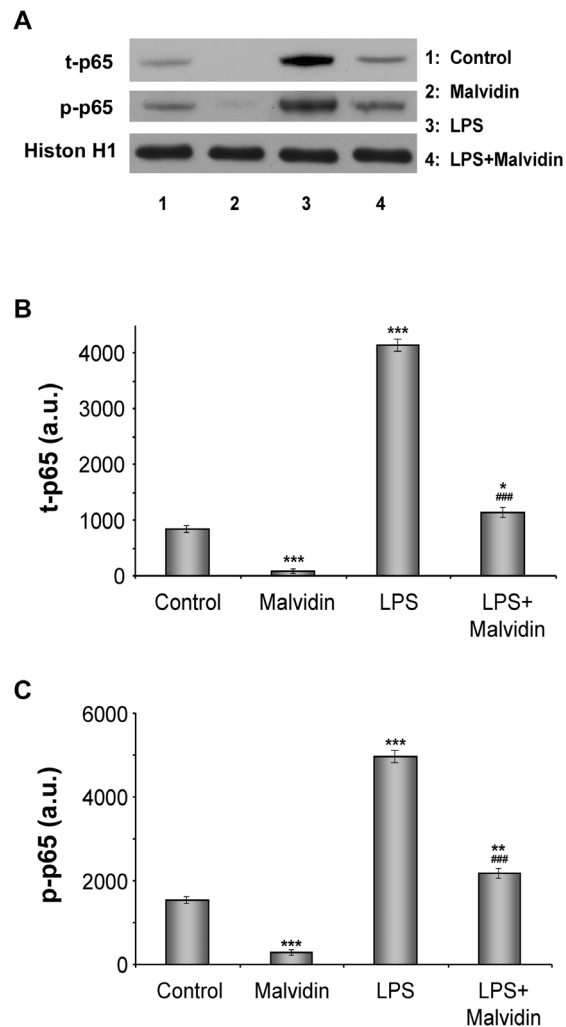 A
t-p65
p-p65
Histon H1
1: Control
2: Malvidin
3: LPS
4: LPS+Malvidin
1 2 3 4
B
t-p65 (a.u.)
4000
3000
2000
1000
0
***
***
*
###
Control Malvidin LPS LPS+
Malvidin
C
p-p65 (a.u.)
6000
4000
2000
0
***
***
**
###
Control Malvidin LPS LPS+
Malvidin